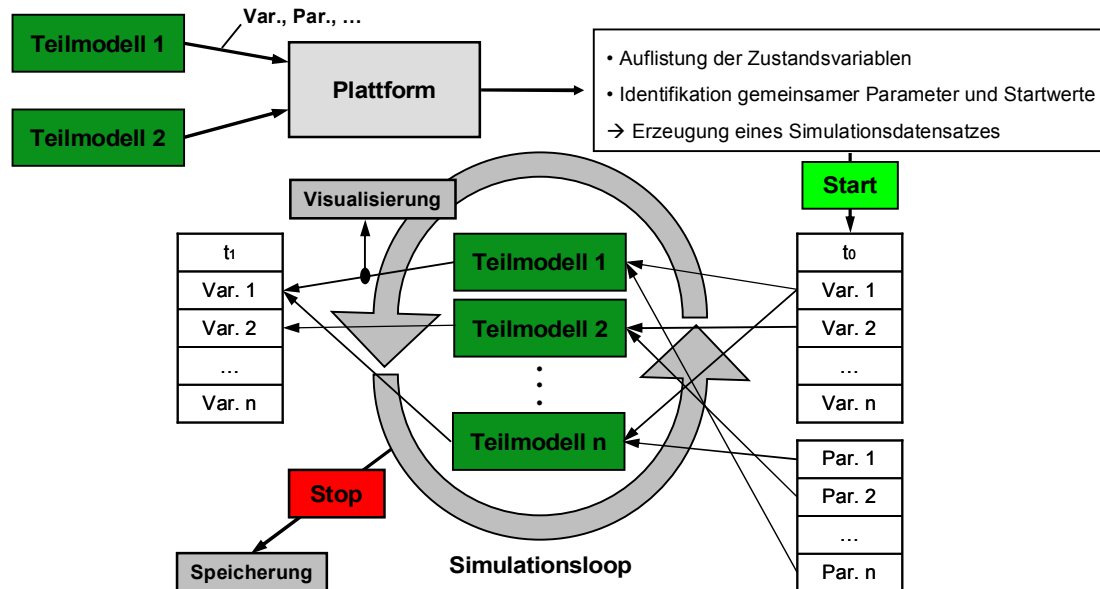 Var., Par., …
Teilmodell 1
Teilmodell 2
Plattform
• Auflistung der Zustandsvariablen
• Identifikation gemeinsamer Parameter und Startwerte
→ Erzeugung eines Simulationsdatensatzes
Start
Visualisierung
t1
Var. 1
Var. 2
…
Var. n
Teilmodell 1
Teilmodell 2
Teilmodell n
t0
Var. 1
Var. 2
…
Var. n
Par. 1
Par. 2
…
Par. n
Stop
Speicherung
Simulationsloop